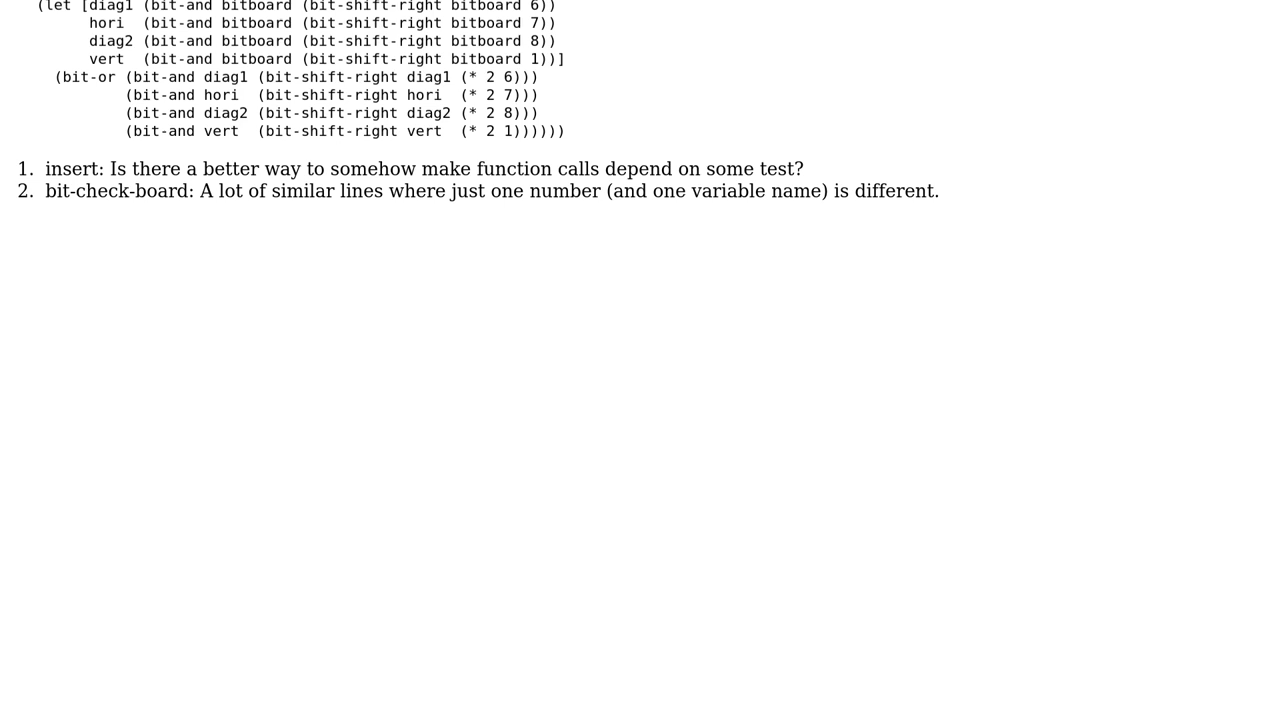 (let [diag1 (bit-and bitboard (bit-shift-right bitboard 6))
      hori  (bit-and bitboard (bit-shift-right bitboard 7))
      diag2 (bit-and bitboard (bit-shift-right bitboard 8))
      vert  (bit-and bitboard (bit-shift-right bitboard 1))]
  (bit-or (bit-and diag1 (bit-shift-right diag1 (* 2 6)))
          (bit-and hori  (bit-shift-right hori  (* 2 7)))
          (bit-and diag2 (bit-shift-right diag2 (* 2 8)))
          (bit-and vert  (bit-shift-right vert  (* 2 1))))))
1. insert: Is there a better way to somehow make function calls depend on some test?
2. bit-check-board: A lot of similar lines where just one number (and one variable name) is different.